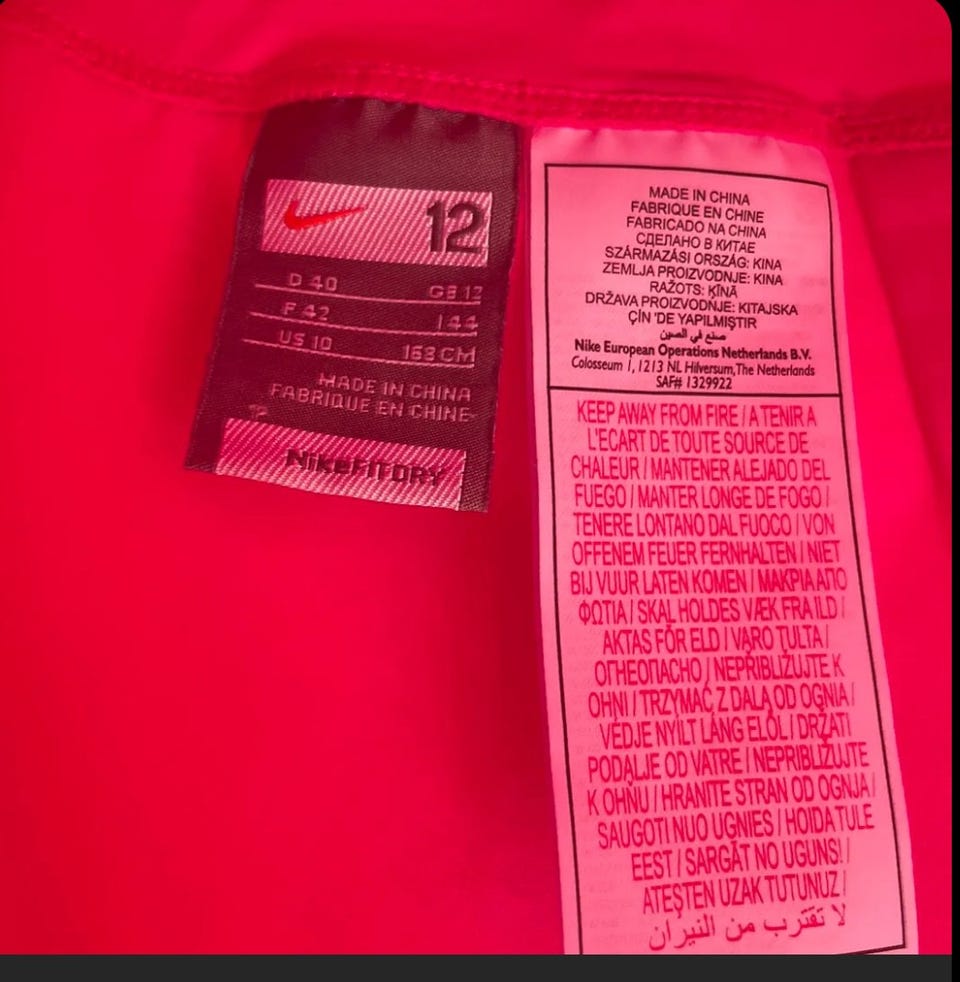 12
D 40 GB 12
F 42 I 44
US 10 168 CM
MADE IN CHINA
FABRIQUE EN CHINE
NikeFITDRY
MADE IN CHINA
FABRIQUE EN CHINE
FABRICADO NA CHINA
СДЕЛАНО В КИТАЕ
SZÁRMAZÁSI ORSZÁG: KINA
ZEMLJA PROIZVODNJE: KINA
RAŽOTS: ĶĪNĀ
DRŽAVA PROIZVODNJE: KITAJSKA
ÇİN 'DE YAPILMIŞTIR
صنع في الصين
Nike European Operations Netherlands B.V.
Colosseum 1, 1213 NL Hilversum, The Netherlands
SAF# 1329922
KEEP AWAY FROM FIRE / A TENIR A
L'ECART DE TOUTE SOURCE DE
CHALEUR / MANTENER ALEJADO DEL
FUEGO / MANTER LONGE DE FOGO /
TENERE LONTANO DAL FUOCO / VON
OFFENEM FEUER FERNHALTEN / NIET
BIJ VUUR LATEN KOMEN / ΜΑΚΡΙΑ ΑΠΟ
ΦΩΤΙΑ / SKAL HOLDES VÆK FRA ILD /
AKTAS FÖR ELD / VARO TULTA /
ОГНЕОПАСНО / NEPŘIBLIŽUJTE K
OHNI / TRZYMAĆ Z DALA OD OGNIA /
VÉDJE NYÍLT LÁNG ELŐL / DRŽATI
PODALJE OD VATRE / NEPRIBLIŽUJTE
K OHŇU / HRANITE STRAN OD OGNJA /
SAUGOTI NUO UGNIES / HOIDA TULE
EEST / SARGĀT NO UGUNS! /
ATEŞTEN UZAK TUTUNUZ /
لا تقترب من النيران